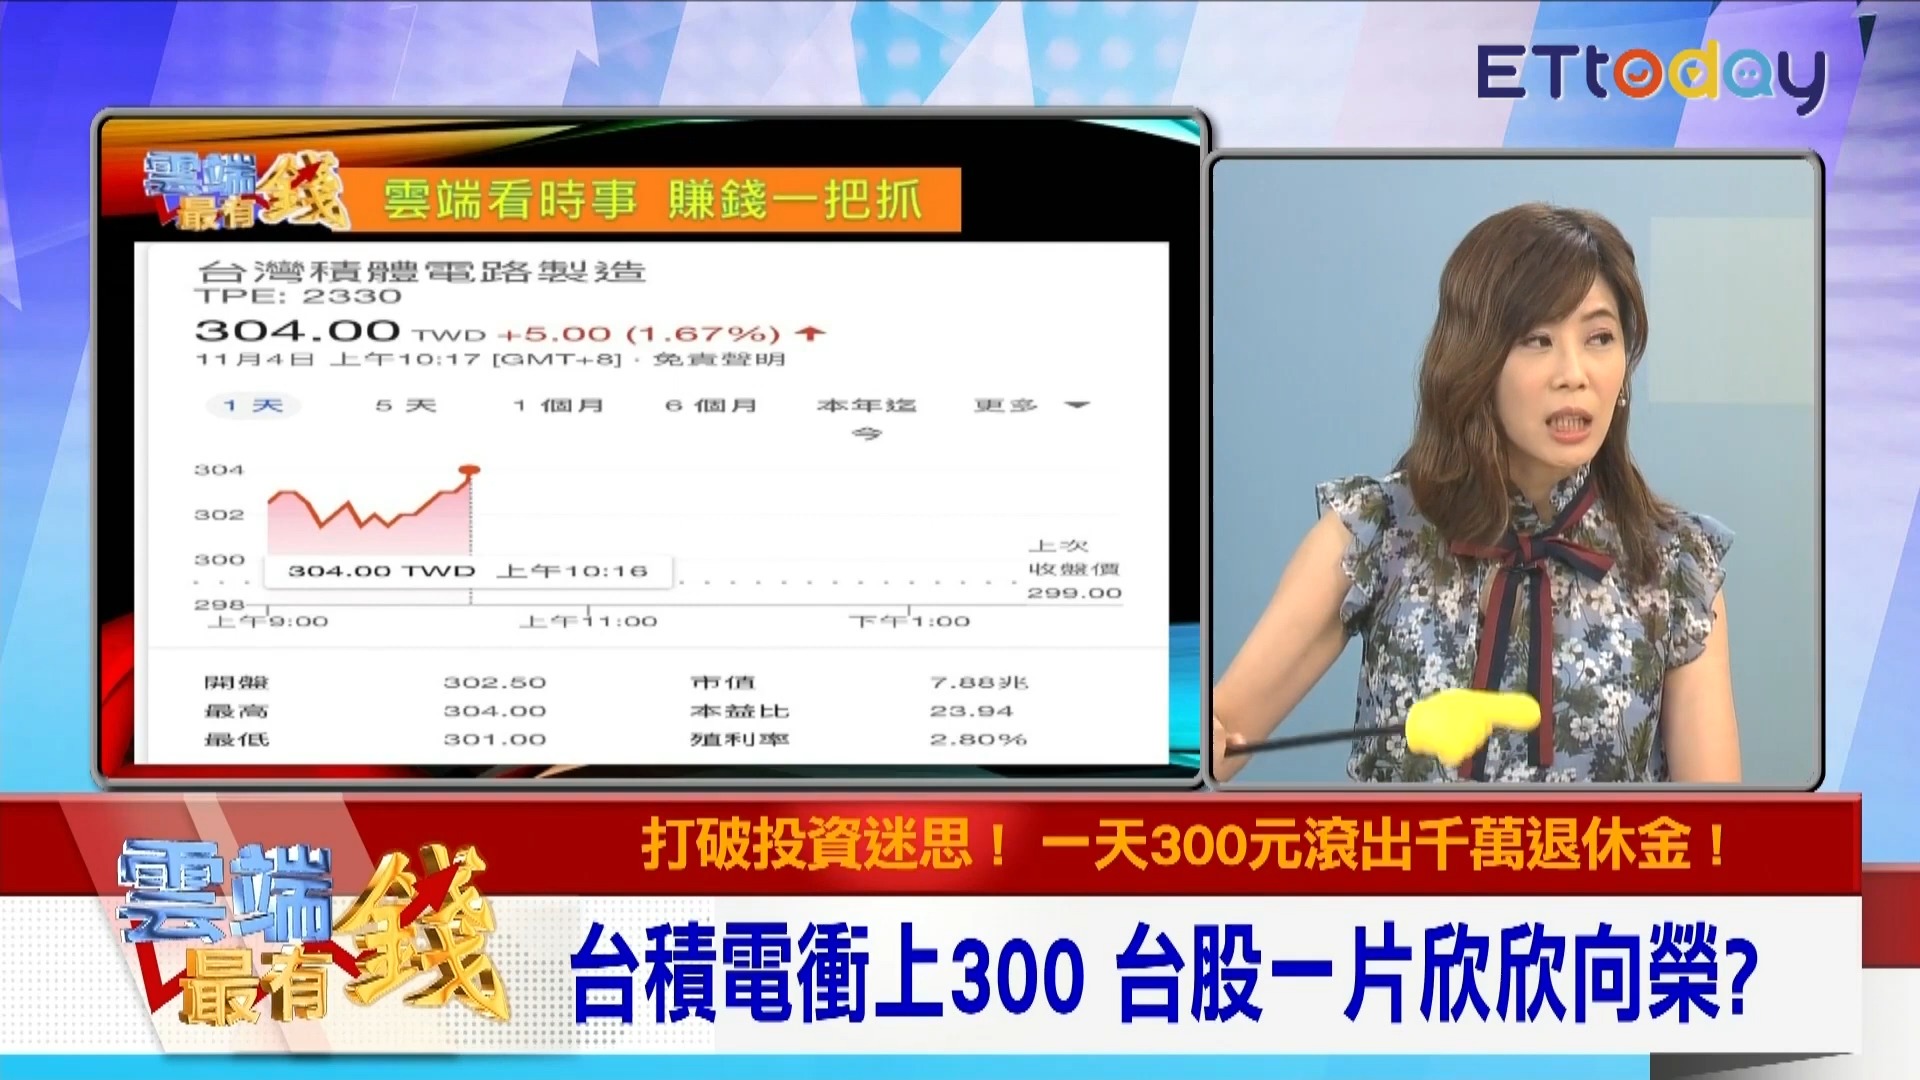 ETtoday
雲端最有錢
雲端看時事 賺錢一把抓
台灣積體電路製造
TPE: 2330
304.00 TWD +5.00 (1.67%) ↑
11月4日 上午10:17 [GMT+8] · 免責聲明
1 天 5 天 1 個月 6 個月 本年迄今 更多
304
302
300
298
304.00 TWD 上午10:16
上次
收盤價
299.00
上午9:00 上午11:00 下午1:00
開盤 302.50 市值 7.88兆
最高 304.00 本益比 23.94
最低 301.00 殖利率 2.80%
打破投資迷思！ 一天300元滾出千萬退休金！
雲端最有錢
台積電衝上300 台股一片欣欣向榮?